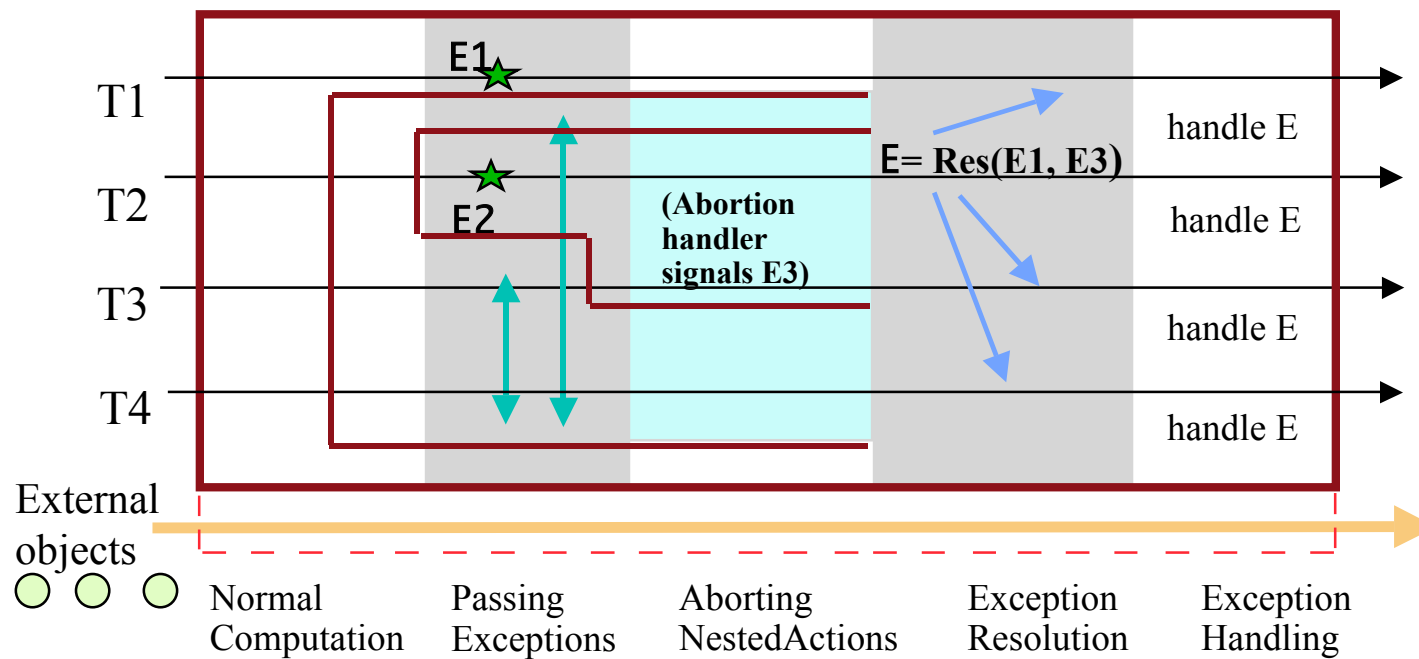 E1
T1
handle E
E= Res(E1, E3)
T2
E2
(Abortion
handler
signals E3)
handle E
T3
handle E
T4
handle E
External
objects
Normal
Computation
Passing
Exceptions
Aborting
NestedActions
Exception
Resolution
Exception
Handling